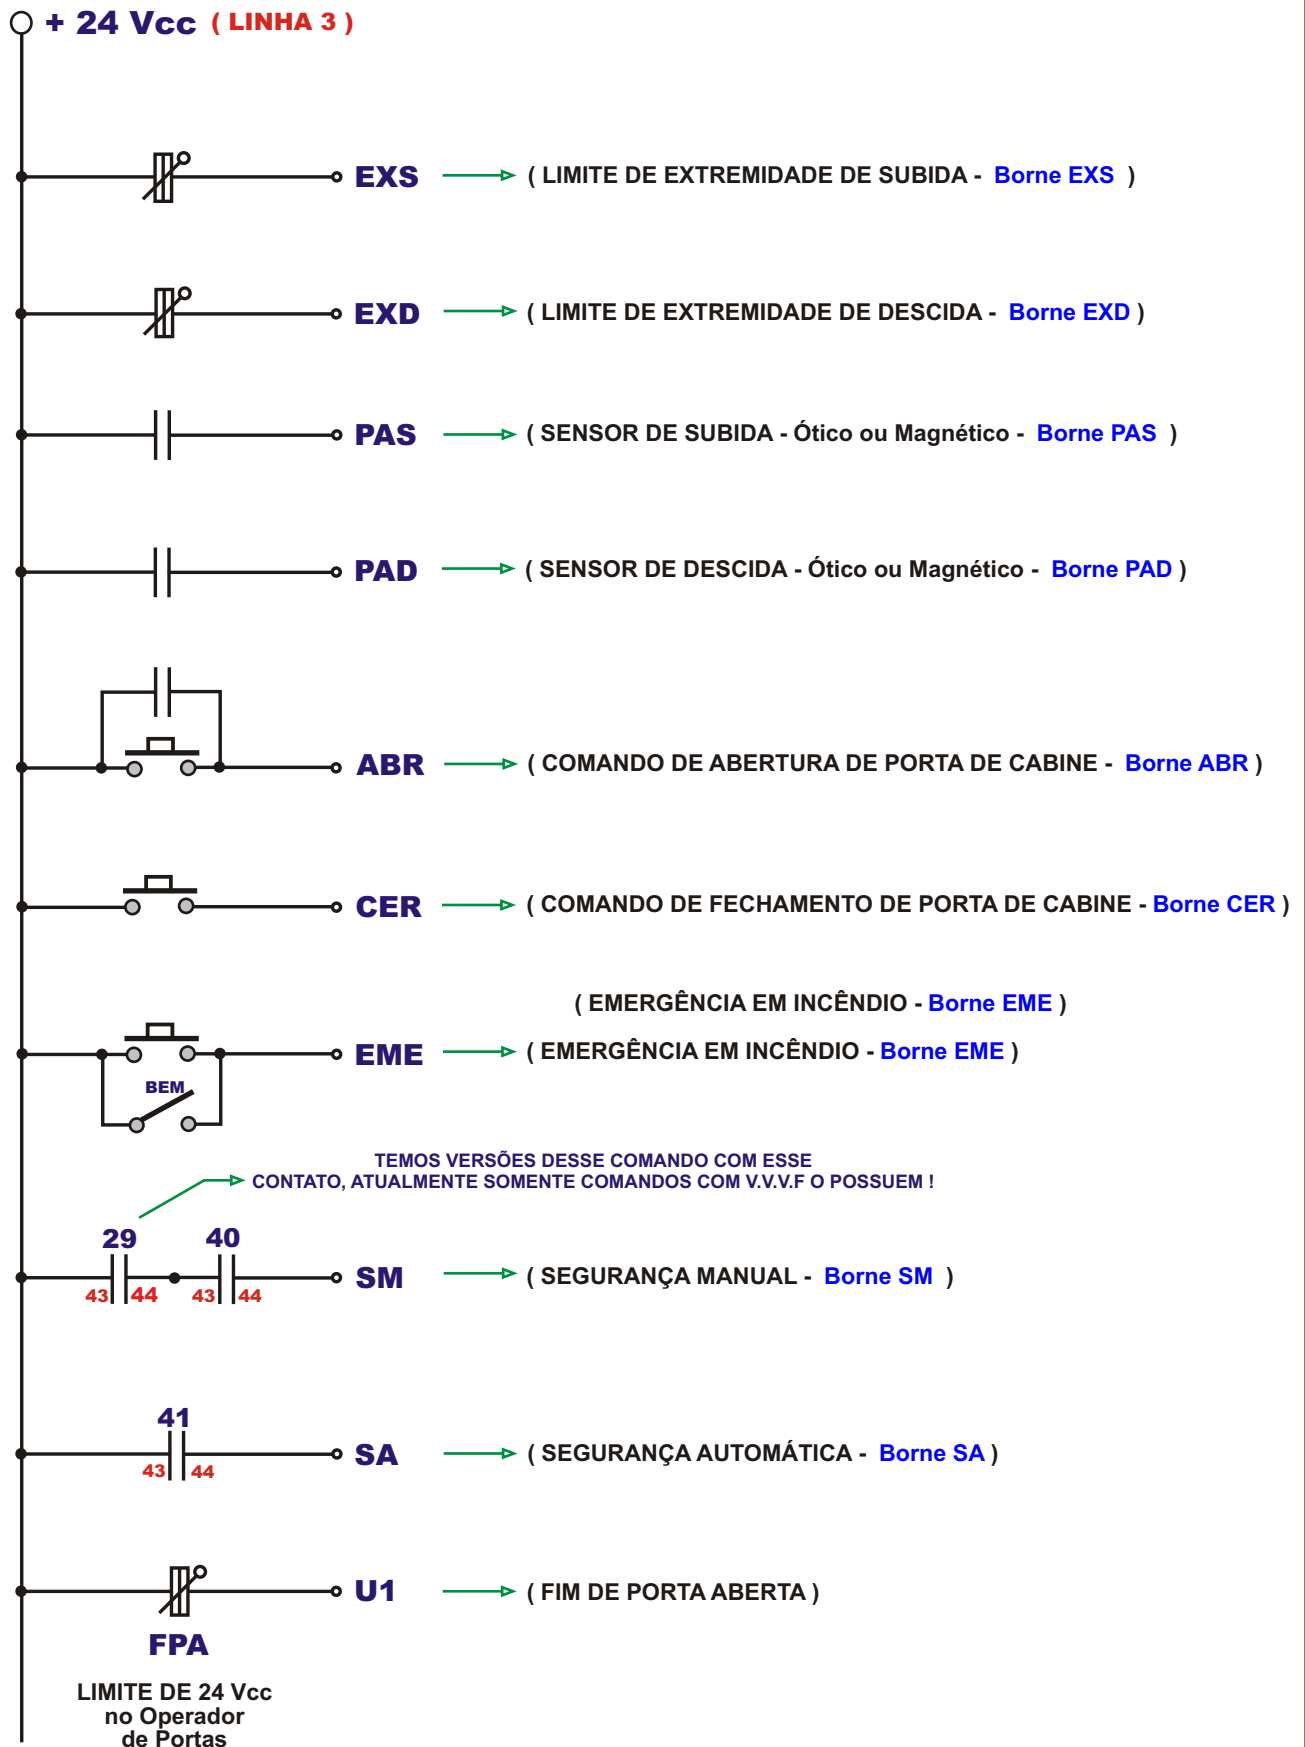 + 24 Vcc ( LINHA 3 )
EXS ( LIMITE DE EXTREMIDADE DE SUBIDA - Borne EXS )
EXD ( LIMITE DE EXTREMIDADE DE DESCIDA - Borne EXD )
PAS ( SENSOR DE SUBIDA - Ótico ou Magnético - Borne PAS )
PAD ( SENSOR DE DESCIDA - Ótico ou Magnético - Borne PAD )
ABR ( COMANDO DE ABERTURA DE PORTA DE CABINE - Borne ABR )
CER ( COMANDO DE FECHAMENTO DE PORTA DE CABINE - Borne CER )
( EMERGÊNCIA EM INCÊNDIO - Borne EME )
EME ( EMERGÊNCIA EM INCÊNDIO - Borne EME )
BEM
TEMOS VERSÕES DESSE COMANDO COM ESSE
CONTATO, ATUALMENTE SOMENTE COMANDOS COM V.V.V.F O POSSUEM !
29 40
SM ( SEGURANÇA MANUAL - Borne SM )
43 44 43 44
41
SA ( SEGURANÇA AUTOMÁTICA - Borne SA )
43 44
U1 ( FIM DE PORTA ABERTA )
FPA
LIMITE DE 24 Vcc
no Operador
de Portas